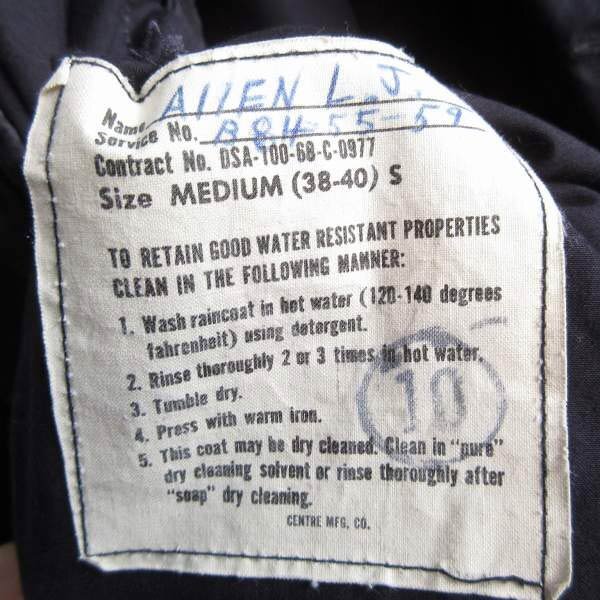 Name AllEN L.J.
Service No. B84-55-59
Contract No. DSA-100-68-C-0977
Size MEDIUM (38-40) S
TO RETAIN GOOD WATER RESISTANT PROPERTIES
CLEAN IN THE FOLLOWING MANNER:
1. Wash raincoat in hot water (120-140 degrees
fahrenheit) using detergent.
2. Rinse thoroughly 2 or 3 times in hot water.
3. Tumble dry.
4. Press with warm iron.
5. This coat may be dry cleaned. Clean in "pure"
dry cleaning solvent or rinse thoroughly after
"soap" dry cleaning.
CENTRE MFG. CO.
10